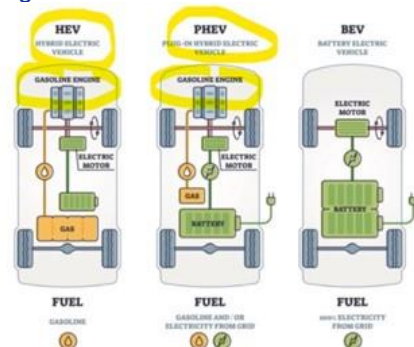 HEV
HYBRID ELECTRIC
VEHICLE
GASOLINE ENGINE
ELECTRIC
MOTOR
GAS
FUEL
GASOLINE
PHEV
PLUG-IN HYBRID ELECTRIC
VEHICLE
GASOLINE ENGINE
ELECTRIC
MOTOR
GAS
BATTERY
FUEL
GASOLINE AND / OR
ELECTRICITY FROM GRID
BEV
BATTERY ELECTRIC
VEHICLE
ELECTRIC
MOTOR
BATTERY
FUEL
100% ELECTRICITY
FROM GRID